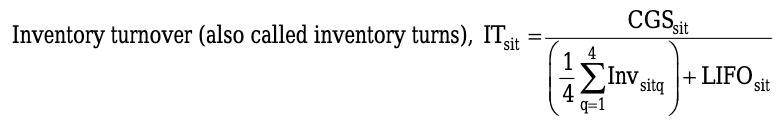 Inventory turnover (also called inventory turns), IT_sit = CGS_sit / ((1/4 ∑_{q=1}^{4} Inv_sitq) + LIFO_sit)